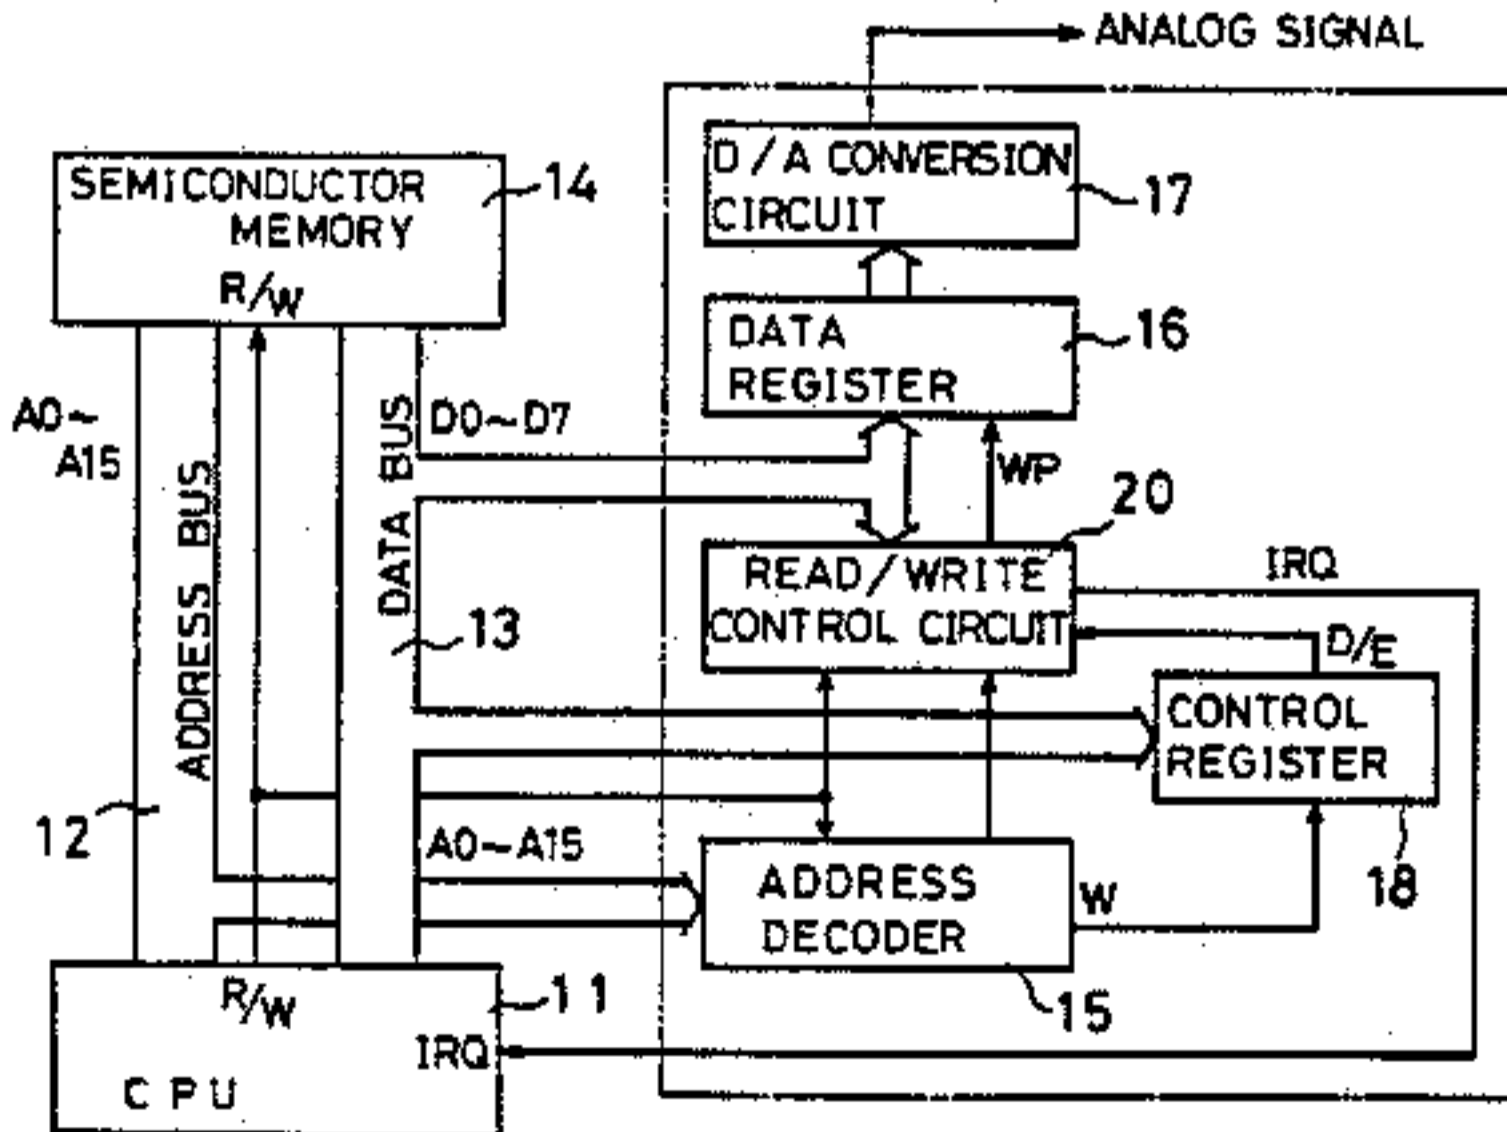 ANALOG SIGNAL
D/A CONVERSION
CIRCUIT
17
SEMICONDUCTOR
MEMORY
R/W
14
DATA
REGISTER
16
A0~
A15
ADDRESS BUS
DATA BUS
D0~D7
WP
20
READ/WRITE
CONTROL CIRCUIT
IRQ
D/E
13
CONTROL
REGISTER
18
12
A0~A15
ADDRESS
DECODER
W
15
R/W
11
IRQ
CPU